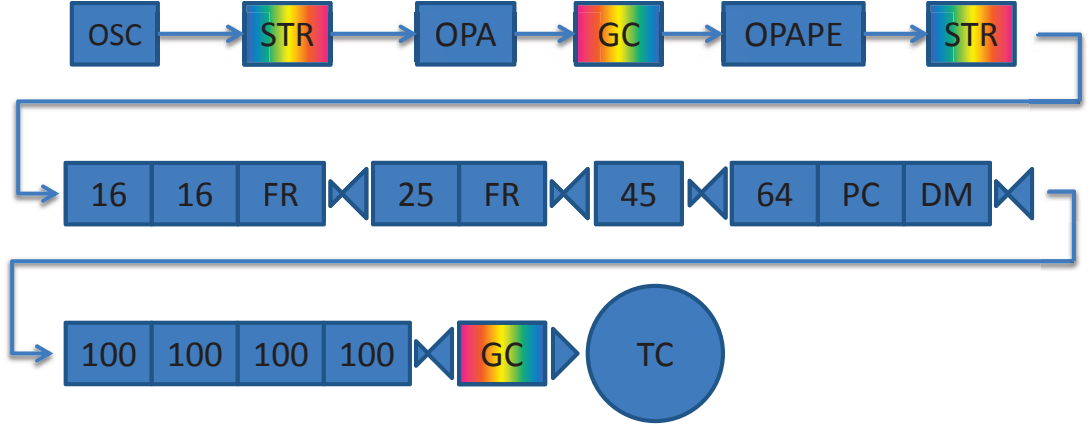 OSC STR OPA GC OPAPE STR
16 16 FR 25 FR 45 64 PC DM
100 100 100 100 GC TC